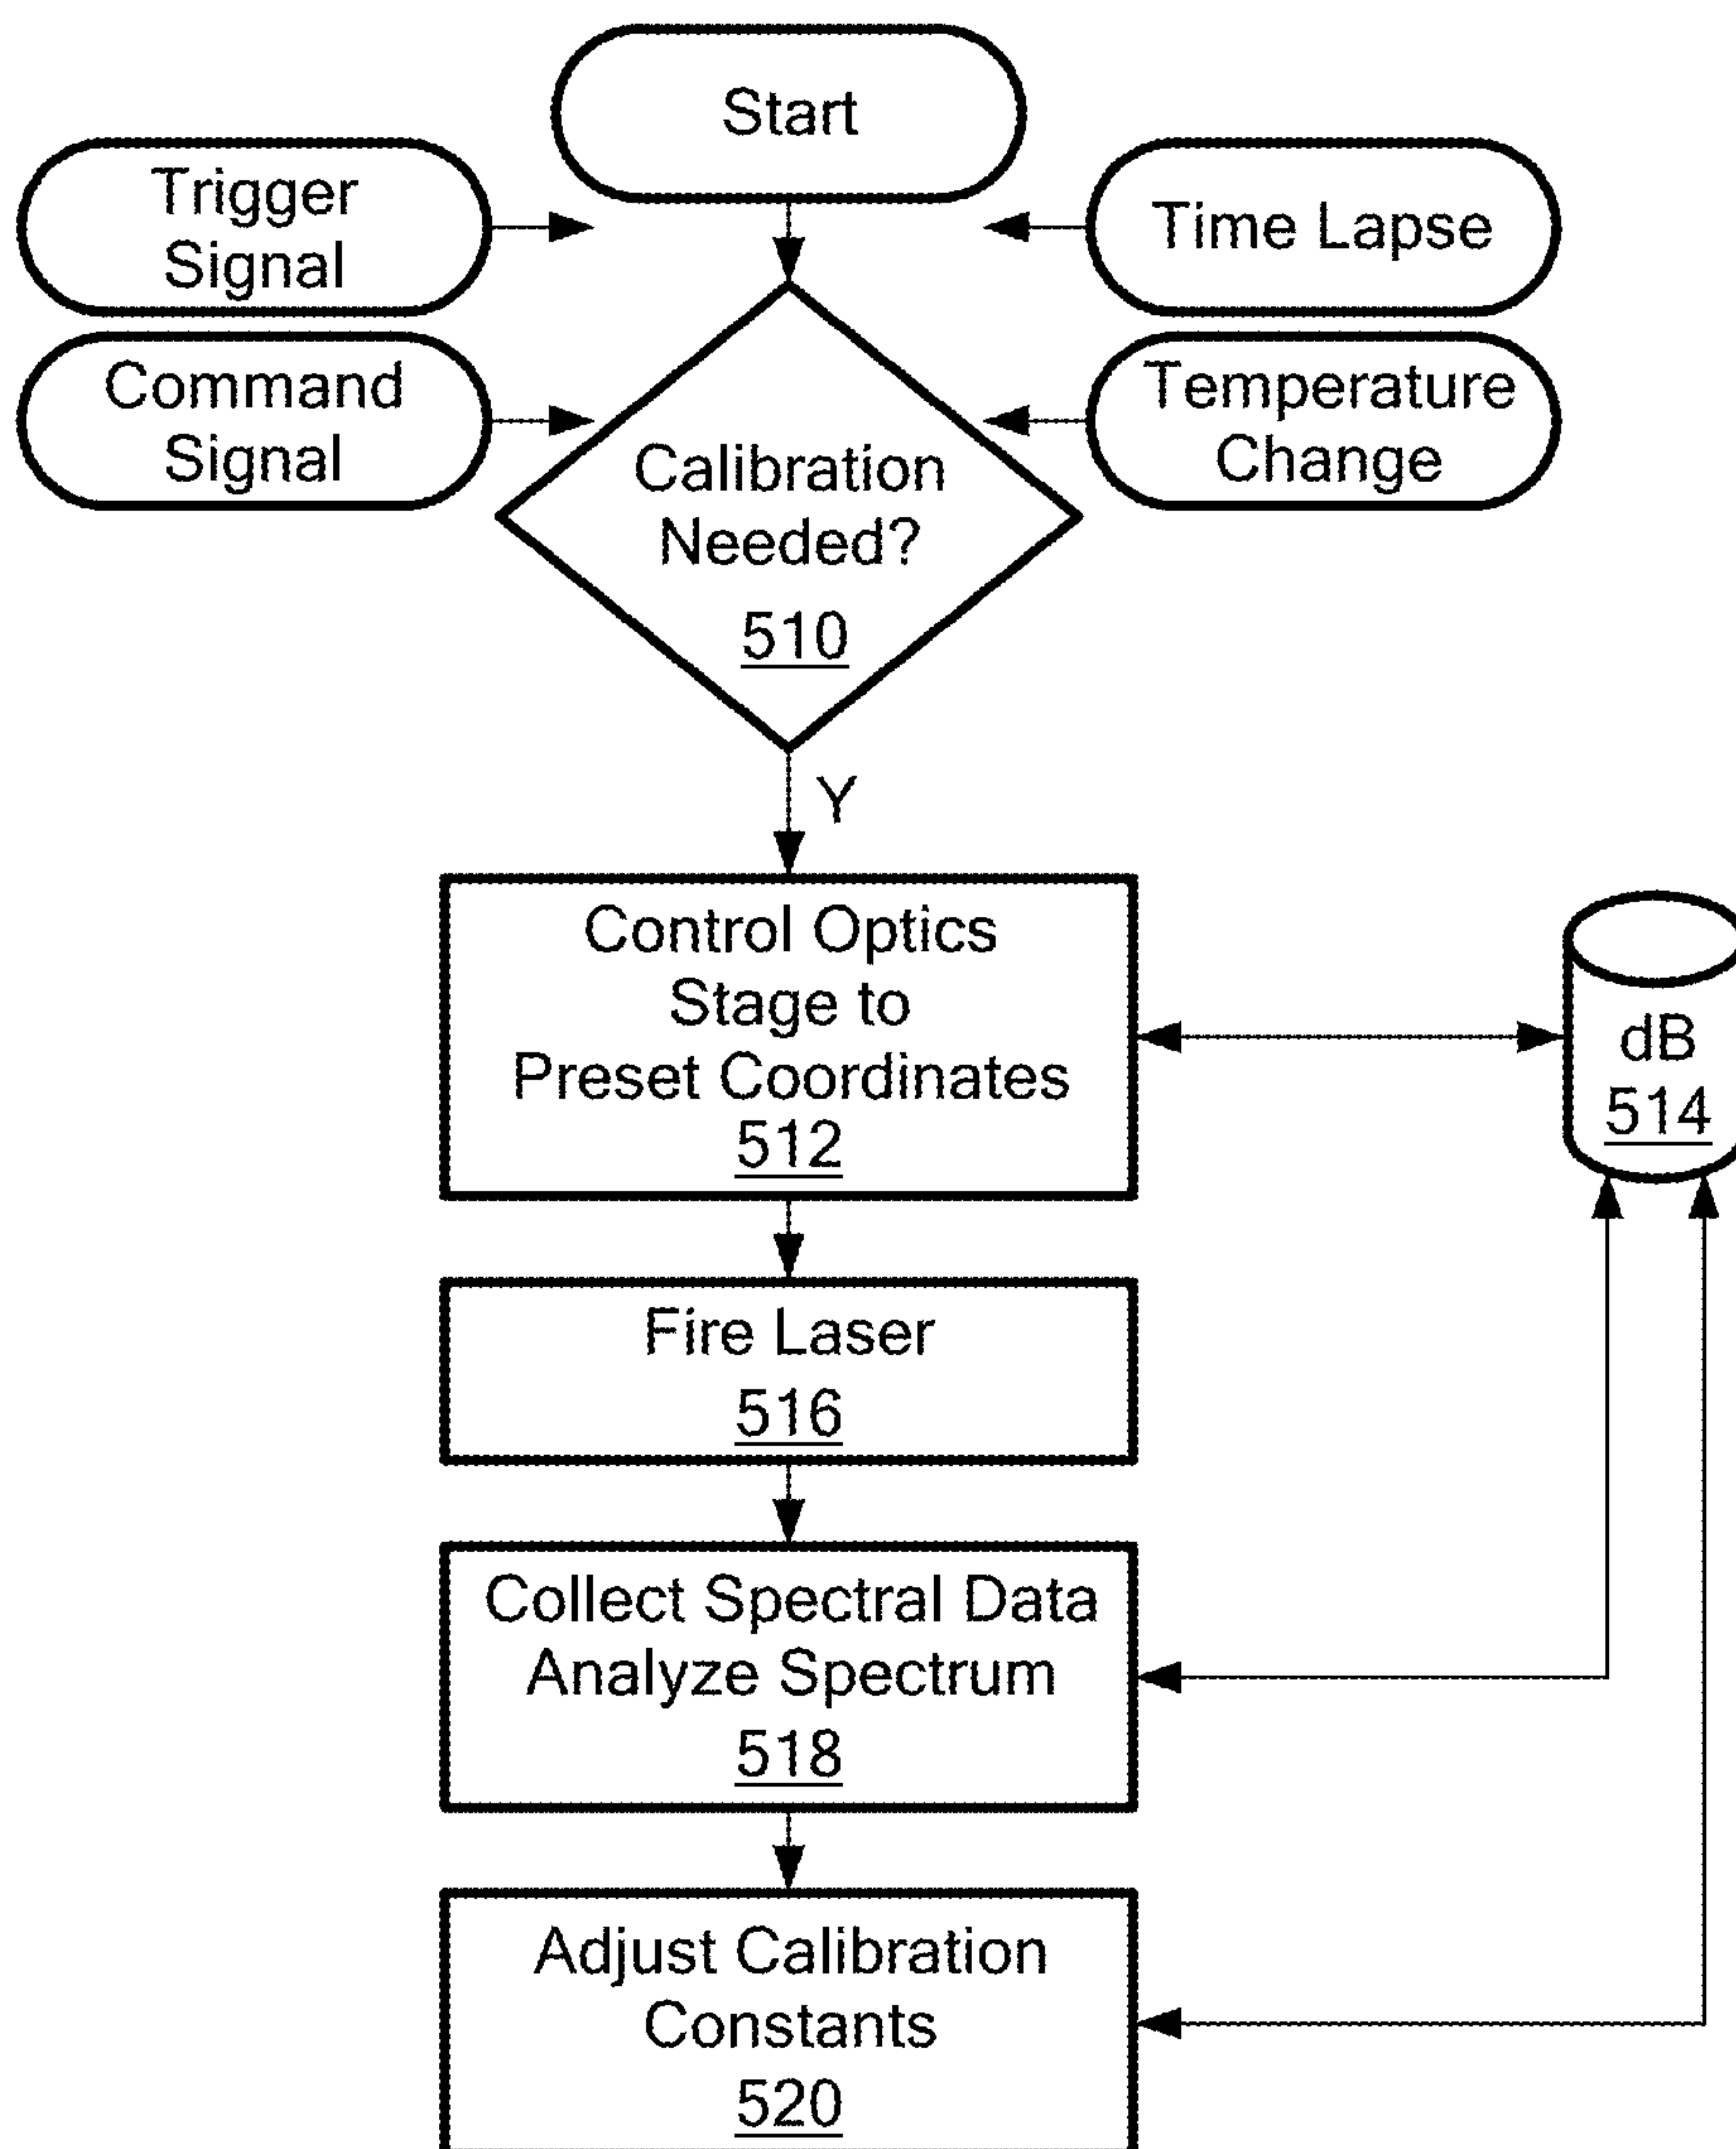 Start
Trigger
Signal
Time Lapse
Command
Signal
Temperature
Change
Calibration
Needed?
510
Y
Control Optics
Stage to
Preset Coordinates
512
dB
514
Fire Laser
516
Collect Spectral Data
Analyze Spectrum
518
Adjust Calibration
Constants
520